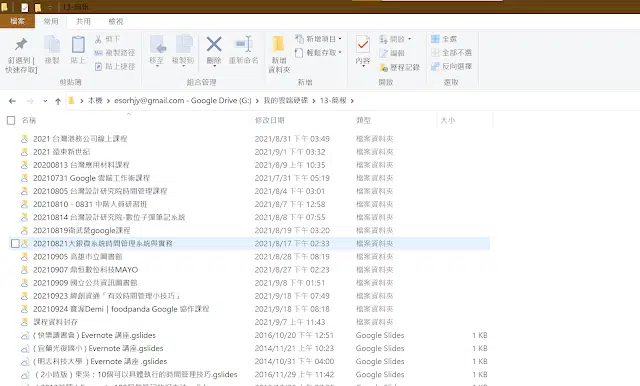 13-簡報
檔案 常用 共用 檢視
釘選到 [快速存取] 複製 貼上 剪下 複製路徑 貼上捷徑 移至 複製到 刪除 重新命名 新增資料夾 新增項目 輕鬆存取 內容 開啟 編輯 歷程記錄 全選 全部不選 反向選擇
剪貼簿 組合管理 新增 開啟 選取
本機 › esorhjy@gmail.com - Google Drive (G:) › 我的雲端硬碟 › 13-簡報 ›
名稱 修改日期 類型 大小
2021 台灣港務公司線上課程 2021/8/31 下午 03:49 檔案資料夾
2021 遠東新世紀 2021/9/1 下午 03:32 檔案資料夾
20200813 台灣應用材料課程 2021/8/9 上午 10:35 檔案資料夾
20210731 Google 雲端工作術課程 2021/7/31 下午 05:19 檔案資料夾
20210805 台灣設計研究院時間管理課程 2021/8/4 下午 03:01 檔案資料夾
20210810、0831 中階人員研習班 2021/8/7 下午 12:58 檔案資料夾
20210814 台灣設計研究院-數位子彈筆記系統 2021/8/8 下午 07:55 檔案資料夾
20210819衛武營google課程 2021/8/19 下午 03:20 檔案資料夾
20210821大銀微系統時間管理系統與實務 2021/8/17 下午 02:33 檔案資料夾
20210905 高雄市立圖書館 2021/8/28 下午 08:19 檔案資料夾
20210907 鼎恒數位科技MAYO 2021/8/27 下午 02:23 檔案資料夾
20210909 國立公共資訊圖書館 2021/9/8 下午 01:51 檔案資料夾
20210923 緯創資通「有效時間管理小技巧」 2021/9/18 下午 07:49 檔案資料夾
20210924 寶源Demi | foodpanda Google 協作課程 2021/9/18 下午 08:18 檔案資料夾
課程資料封存 2021/9/7 上午 11:43 檔案資料夾
( 快樂讀書會 ) Evernote 講座.gslides 2016/10/20 下午 12:51 Google Slides 1 KB
( 宜蘭光復國小 ) Evernote 講座.gslides 2014/11/21 下午 10:23 Google Slides 1 KB
( 明志科技大學 ) Evernote 講座 .gslides 2014/10/31 下午 04:00 Google Slides 1 KB
( 2小時版 ) 東吳：10個可以具體執行的時間管理技巧.gslides 2016/11/29 上午 11:42 Google Slides 1 KB